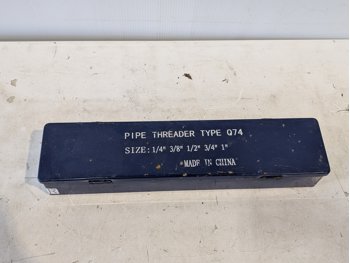 PIPE THREADER TYPE Q74
SIZE: 1/4" 3/8" 1/2" 3/4" 1"
MADE IN CHINA